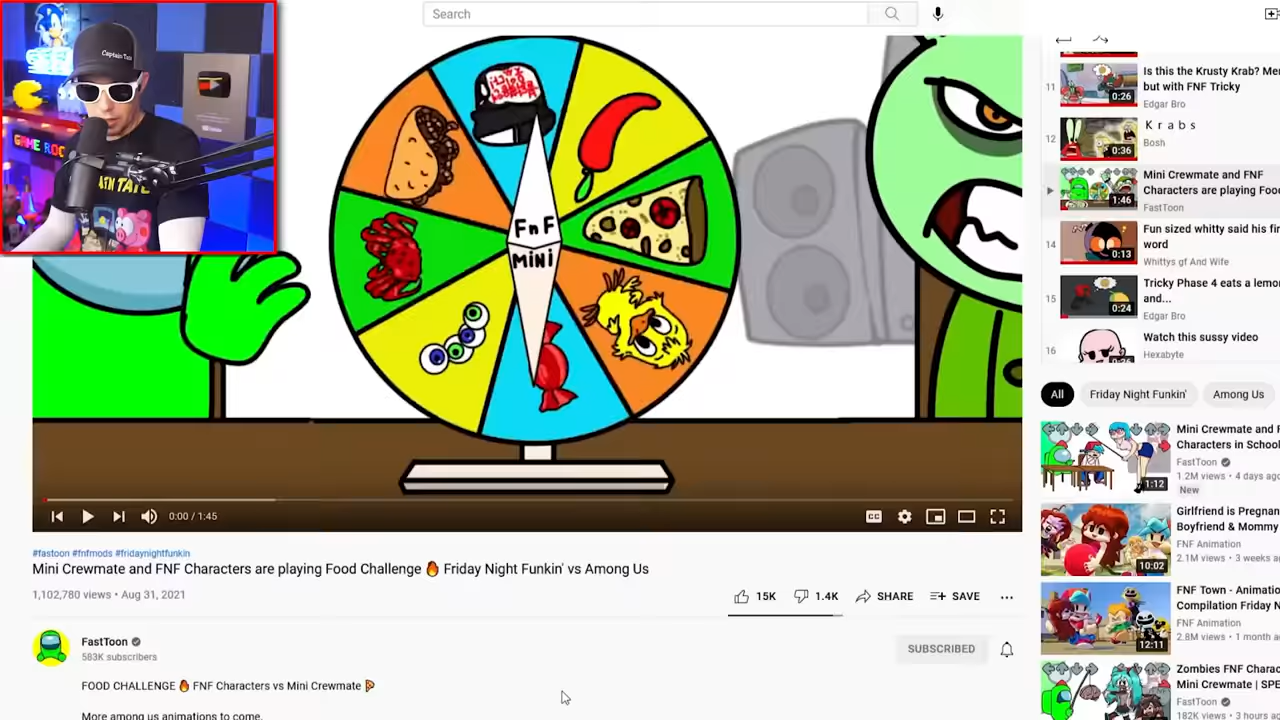 Captain Tate
GAME ROO
Search
FnF
MiNi
0:00 / 1:45
CC
#fastoon #fnfmods #fridaynightfunkin
Mini Crewmate and FNF Characters are playing Food Challenge 🔥 Friday Night Funkin' vs Among Us
1,102,780 views • Aug 31, 2021
15K
1.4K
SHARE
SAVE
FastToon
583K subscribers
SUBSCRIBED
FOOD CHALLENGE 🔥 FNF Characters vs Mini Crewmate 🍕
More among us animations to come.
11
0:26
Is this the Krusty Krab? Me
but with FNF Tricky
Edgar Bro
12
0:36
K r a b s
Bosh
1:46
Mini Crewmate and FNF
Characters are playing Foo
FastToon
14
0:13
Fun sized whitty said his fir
word
Whittys gf And Wife
15
0:24
Tricky Phase 4 eats a lemo
and...
Edgar Bro
16
Watch this sussy video
Hexabyte
All
Friday Night Funkin'
Among Us
1:12
Mini Crewmate and F
Characters in School
FastToon
1.2M views • 4 days ago
New
10:02
Girlfriend is Pregnan
Boyfriend & Mommy
FNF Animation
2.1M views • 3 weeks a
12:11
FNF Town - Animatio
Compilation Friday N
FNF Animation
2.8M views • 1 month a
Zombies FNF Charac
Mini Crewmate | SPE
FastToon
182K views • 3 hours a